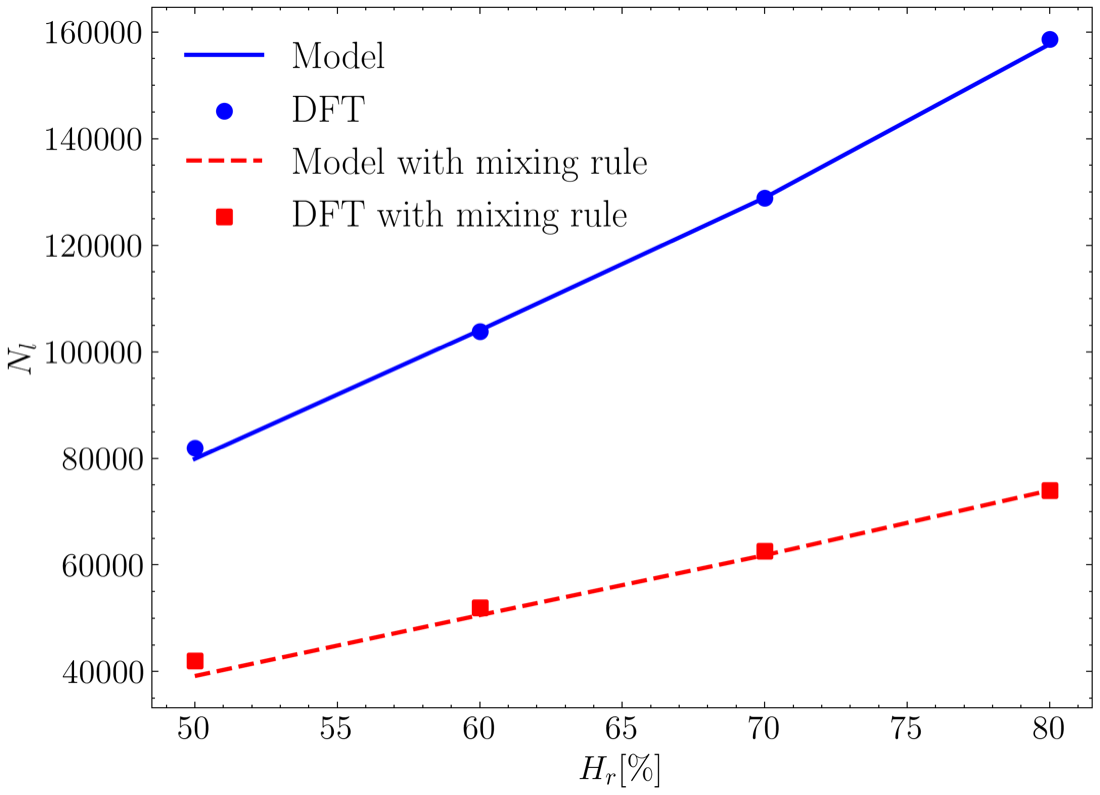 160000
140000
120000
100000
80000
60000
40000
N_l
Model
DFT
Model with mixing rule
DFT with mixing rule
50 55 60 65 70 75 80
H_r[%]